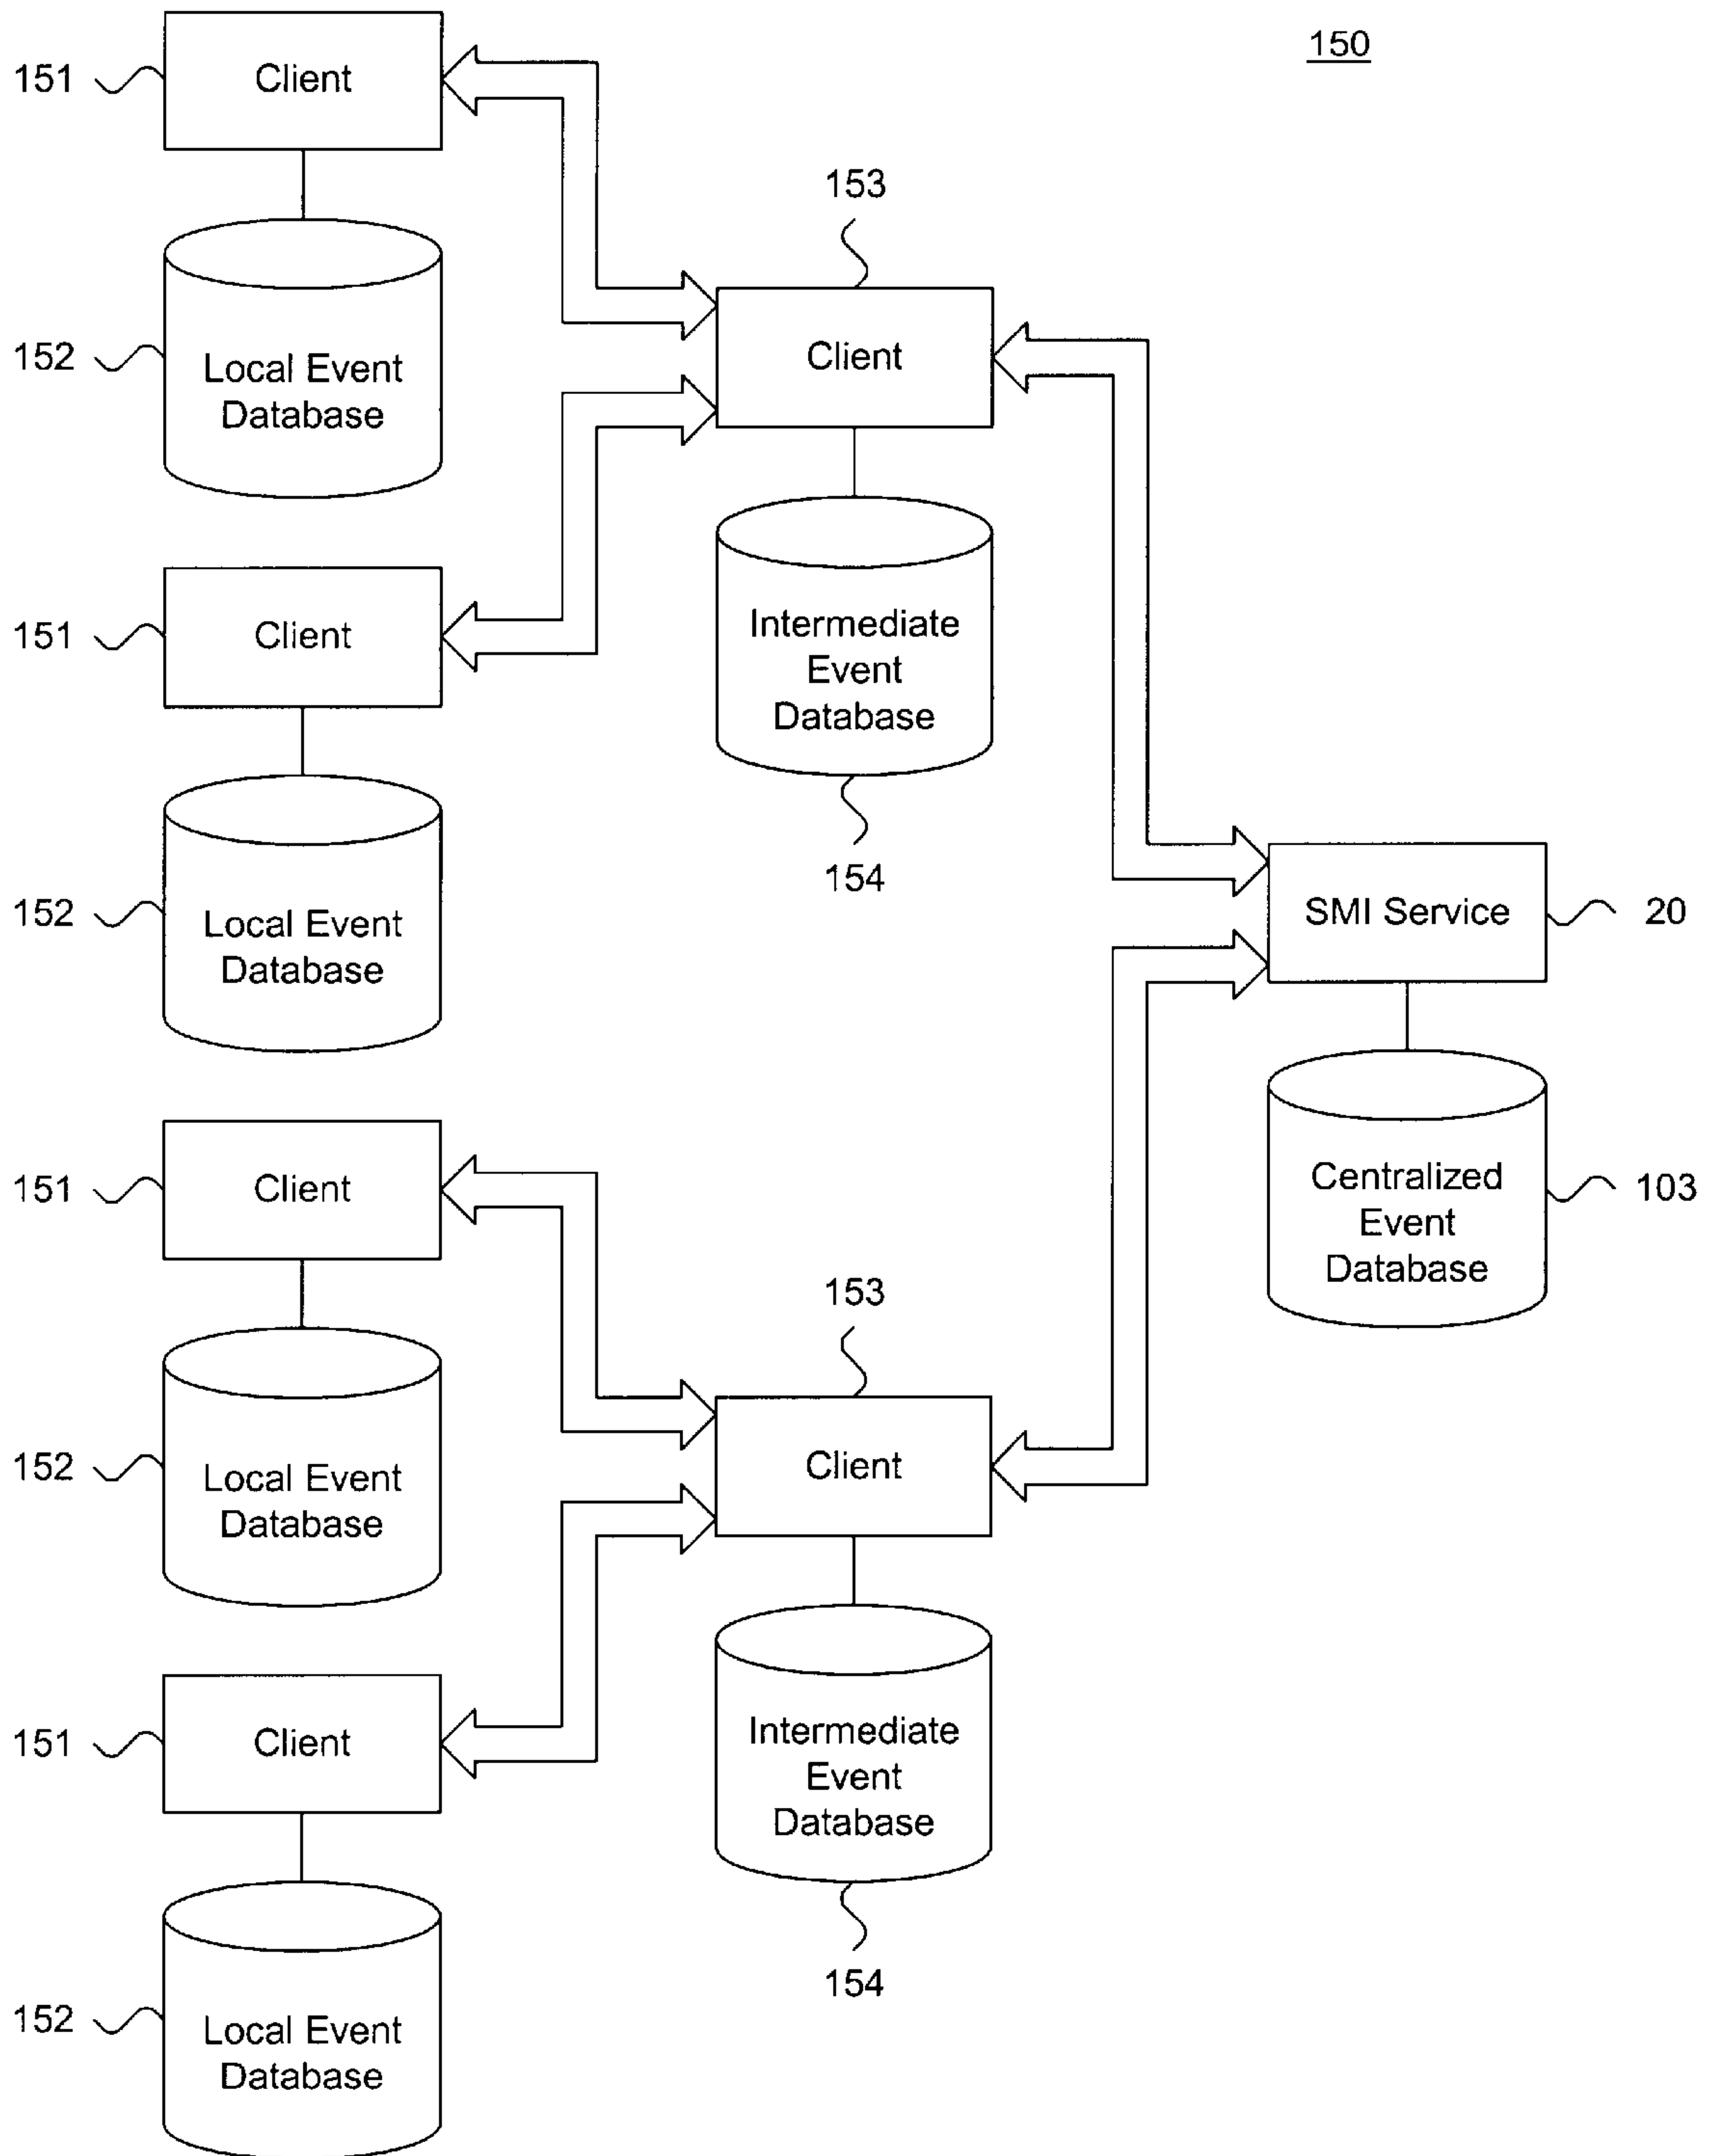 150
151
Client
152
Local Event
Database
153
Client
151
Client
Intermediate
Event
Database
154
152
Local Event
Database
SMI Service
20
Centralized
Event
Database
103
151
Client
153
Client
152
Local Event
Database
151
Client
Intermediate
Event
Database
154
152
Local Event
Database